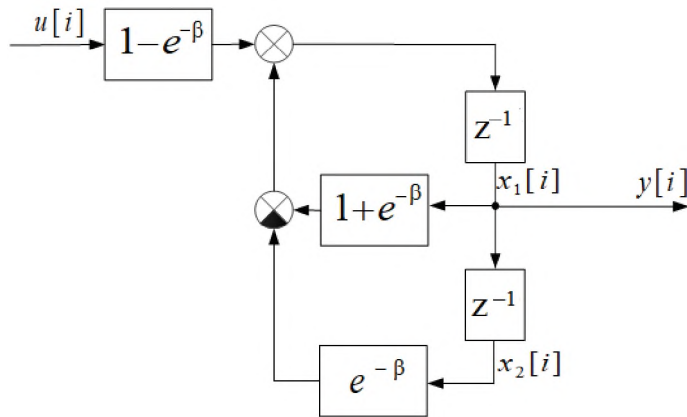 u[i]
1−e^{−β}
z^{−1}
x₁[i]
y[i]
1+e^{−β}
z^{−1}
x₂[i]
e^{−β}